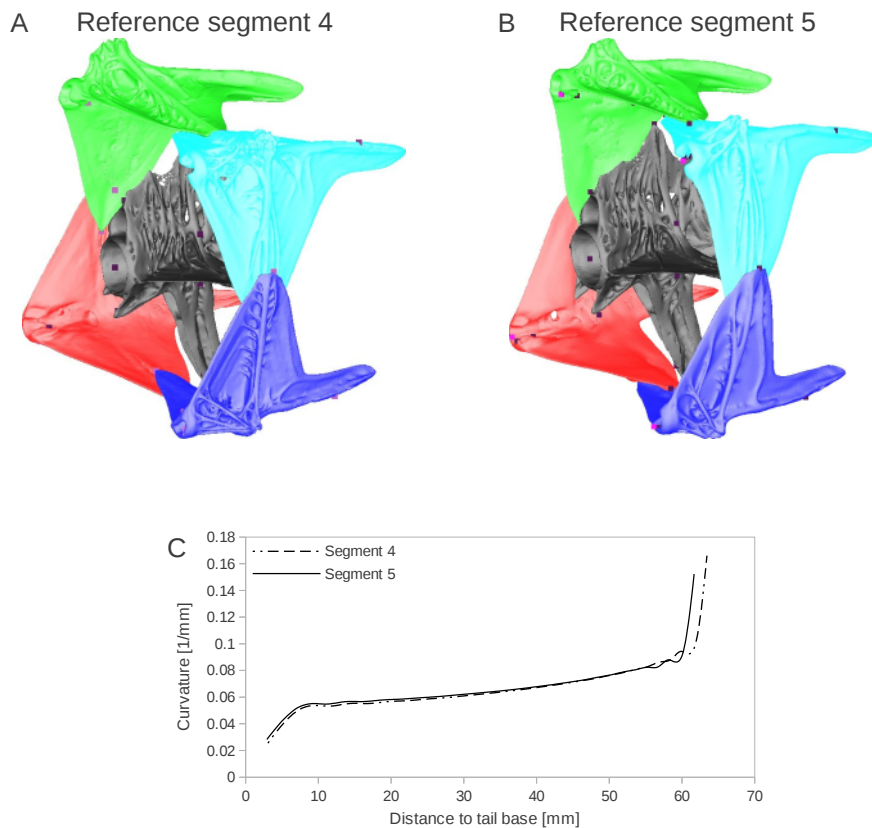 A Reference segment 4
B Reference segment 5
C
0.18
0.16
0.14
0.12
0.1
0.08
0.06
0.04
0.02
0
Curvature [1/mm]
Segment 4
Segment 5
0 10 20 30 40 50 60 70
Distance to tail base [mm]